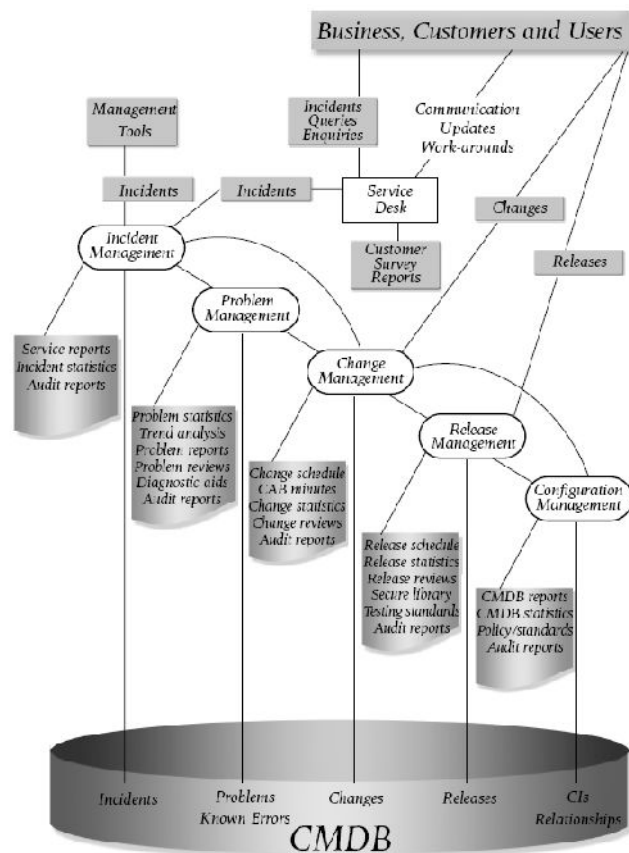 Business, Customers and Users
Management
Tools
Incidents
Queries
Enquiries
Communication
Updates
Work-arounds
Incidents
Incidents
Service
Desk
Changes
Incident
Management
Customer
Survey
Reports
Releases
Problem
Management
Service reports
Incident statistics
Audit reports
Change
Management
Problem statistics
Trend analysis
Problem reports
Problem reviews
Diagnostic aids
Audit reports
Release
Management
Change schedule
CAB minutes
Change statistics
Change reviews
Audit reports
Configuration
Management
Release schedule
Release statistics
Release reviews
Secure library
Testing standards
Audit reports
CMDB reports
CMDB statistics
Policy/standards
Audit reports
Incidents
Problems
Known Errors
Changes
Releases
CIs
Relationships
CMDB